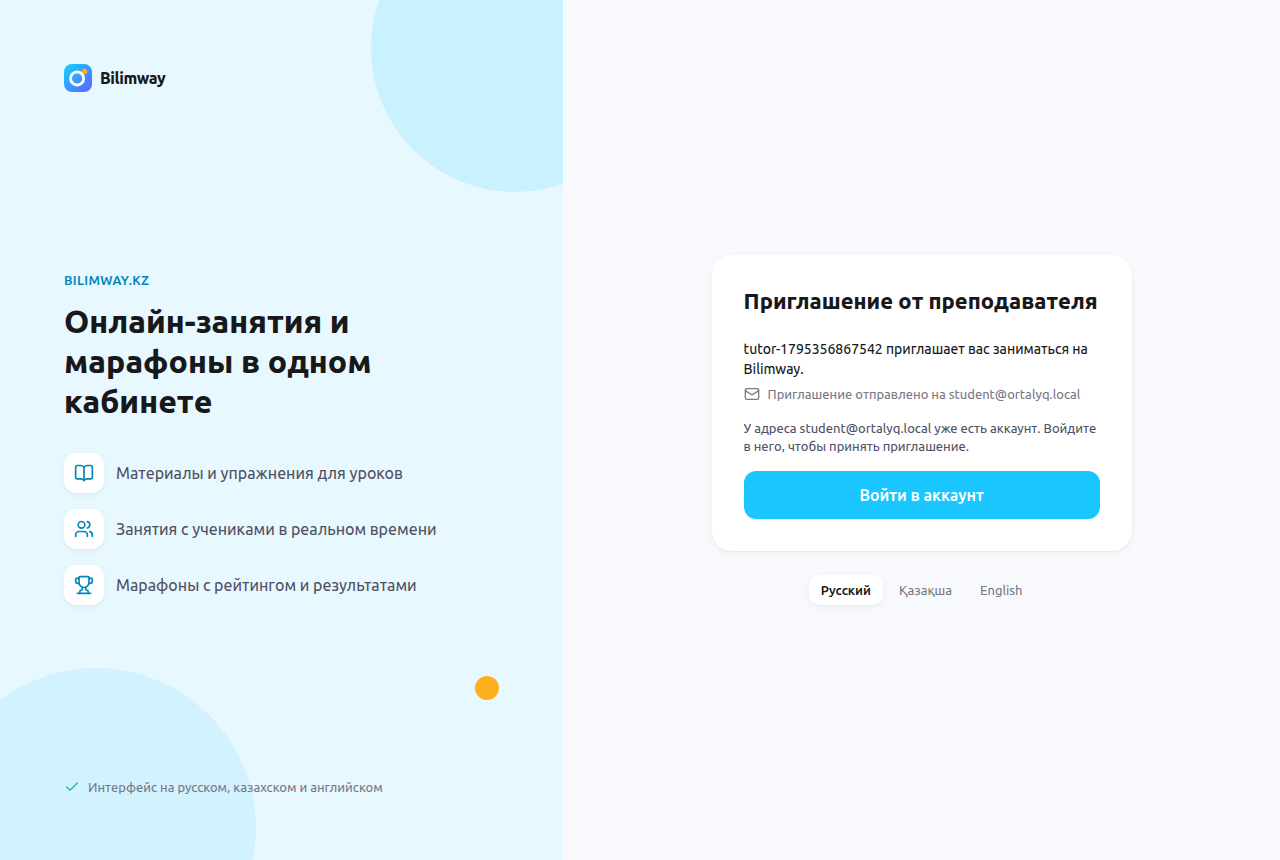 Bilimway
BILIMWAY.KZ
Онлайн-занятия и
марафоны в одном
кабинете
Материалы и упражнения для уроков
Занятия с учениками в реальном времени
Марафоны с рейтингом и результатами
Интерфейс на русском, казахском и английском
Приглашение от преподавателя
tutor-1795356867542 приглашает вас заниматься на
Bilimway.
Приглашение отправлено на student@ortalyq.local
У адреса student@ortalyq.local уже есть аккаунт. Войдите
в него, чтобы принять приглашение.
Войти в аккаунт
Русский Қазақша English